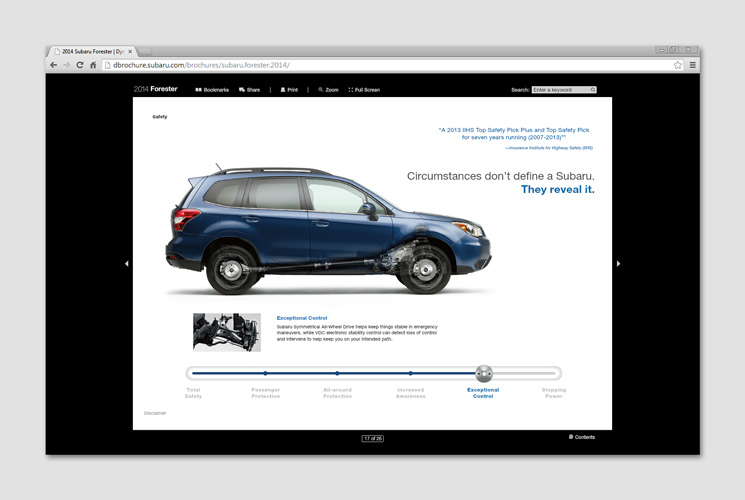 2014 Subaru Forester | Dyn
dbrochure.subaru.com/brochures/subaru.forester.2014/
2014 Forester
Bookmarks
Share
Print
Zoom
Full Screen
Search:
Enter a keyword
Safety
"A 2013 IIHS Top Safety Pick Plus and Top Safety Pick
for seven years running (2007-2013)"
—Insurance Institute for Highway Safety (IIHS)
Circumstances don't define a Subaru.
They reveal it.
Exceptional Control
Subaru Symmetrical All-Wheel Drive helps keep things stable in emergency
maneuvers, while VDC electronic stability control can detect loss of control
and intervene to help keep you on your intended path.
Total
Safety
Passenger
Protection
All-around
Protection
Increased
Awareness
Exceptional
Control
Stopping
Power
Disclaimer
17 of 26
Contents